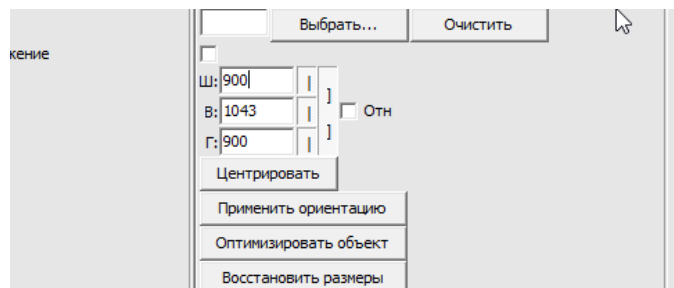 Выбрать... Очистить
жение
Ш: 900
В: 1043 Отн
Г: 900
Центрировать
Применить ориентацию
Оптимизировать объект
Восстановить размеры